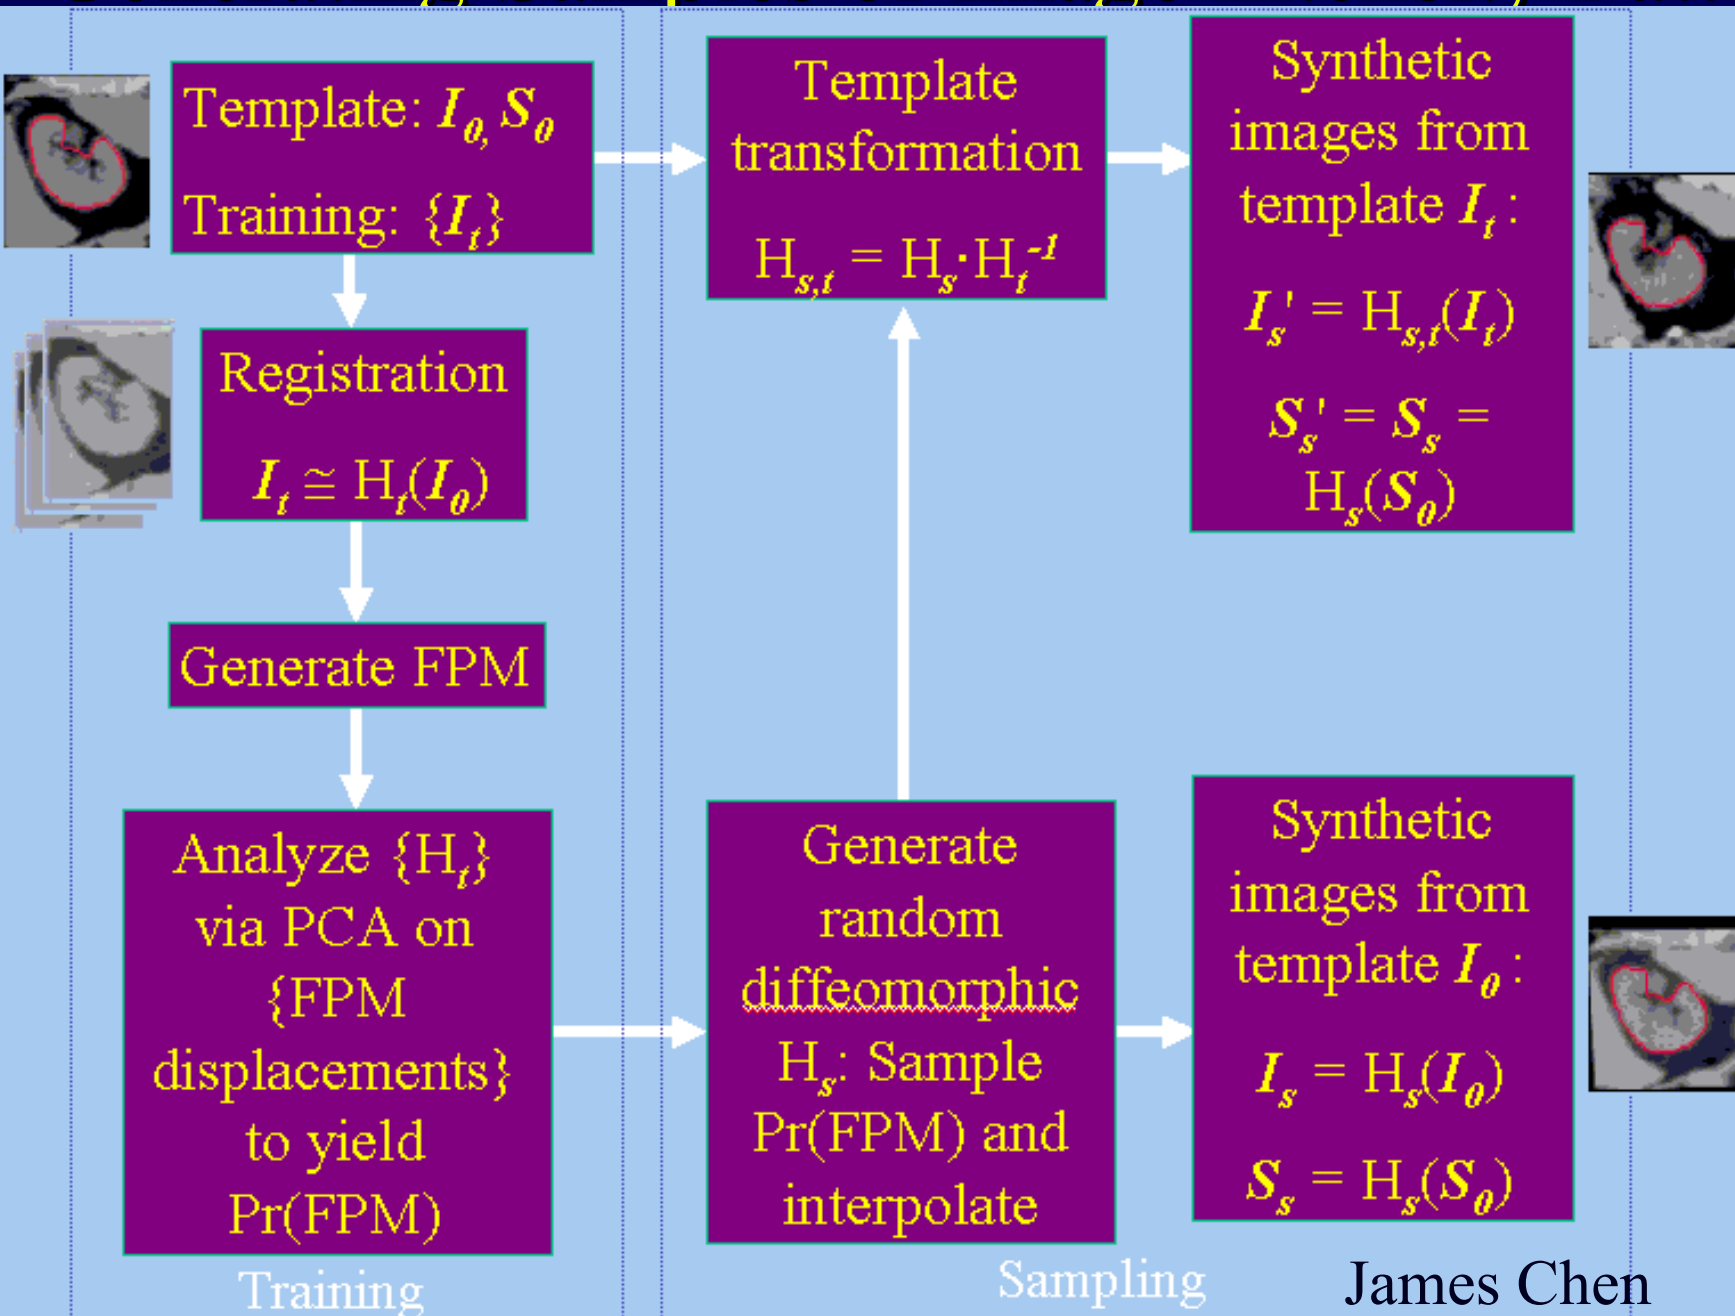 Template: I₀, S₀
Training: {Iₜ}
Registration
Iₜ ≅ Hₜ(I₀)
Generate FPM
Analyze {Hₜ}
via PCA on
{FPM
displacements}
to yield
Pr(FPM)
Training
Template
transformation
Hₛ,ₜ = Hₛ·Hₜ⁻¹
Generate
random
diffeomorphic
Hₛ: Sample
Pr(FPM) and
interpolate
Synthetic
images from
template Iₜ :
Iₛ' = Hₛ,ₜ(Iₜ)
Sₛ' = Sₛ =
Hₛ(S₀)
Synthetic
images from
template I₀ :
Iₛ = Hₛ(I₀)
Sₛ = Hₛ(S₀)
Sampling
James Chen